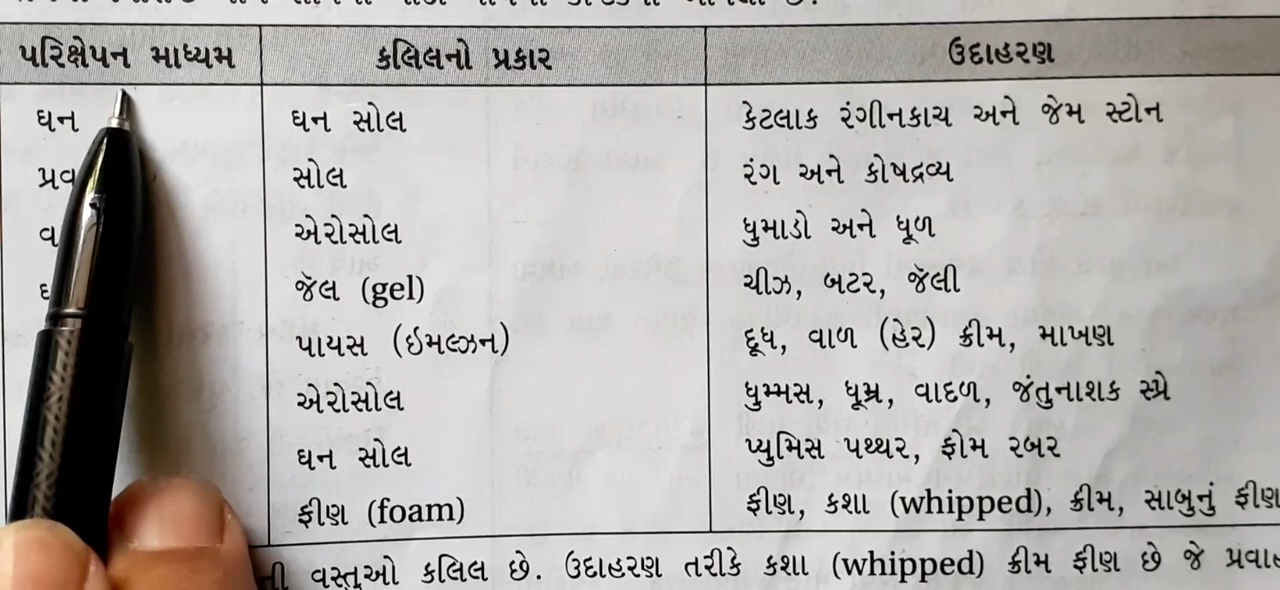 પરિક્ષેપન માધ્યમ કલિલનો પ્રકાર ઉદાહરણ
ઘન ઘન સોલ કેટલાક રંગીનકાચ અને જેમ સ્ટોન
સોલ રંગ અને કોષદ્રવ્ય
એરોસોલ ધુમાડો અને ધૂળ
જૅલ (gel) ચીઝ, બટર, જૅલી
પાયસ (ઇમલ્ઝન) દૂધ, વાળ (હેર) ક્રીમ, માખણ
એરોસોલ ધુમ્મસ, ધૂમ્ર, વાદળ, જંતુનાશક સ્પ્રે
ઘન સોલ પ્યુમિસ પથ્થર, ફોમ રબર
ફીણ (foam) ફીણ, કશા (whipped), ક્રીમ, સાબુનું ફીણ
વસ્તુઓ કલિલ છે. ઉદાહરણ તરીકે કશા (whipped) ક્રીમ ફીણ છે જે